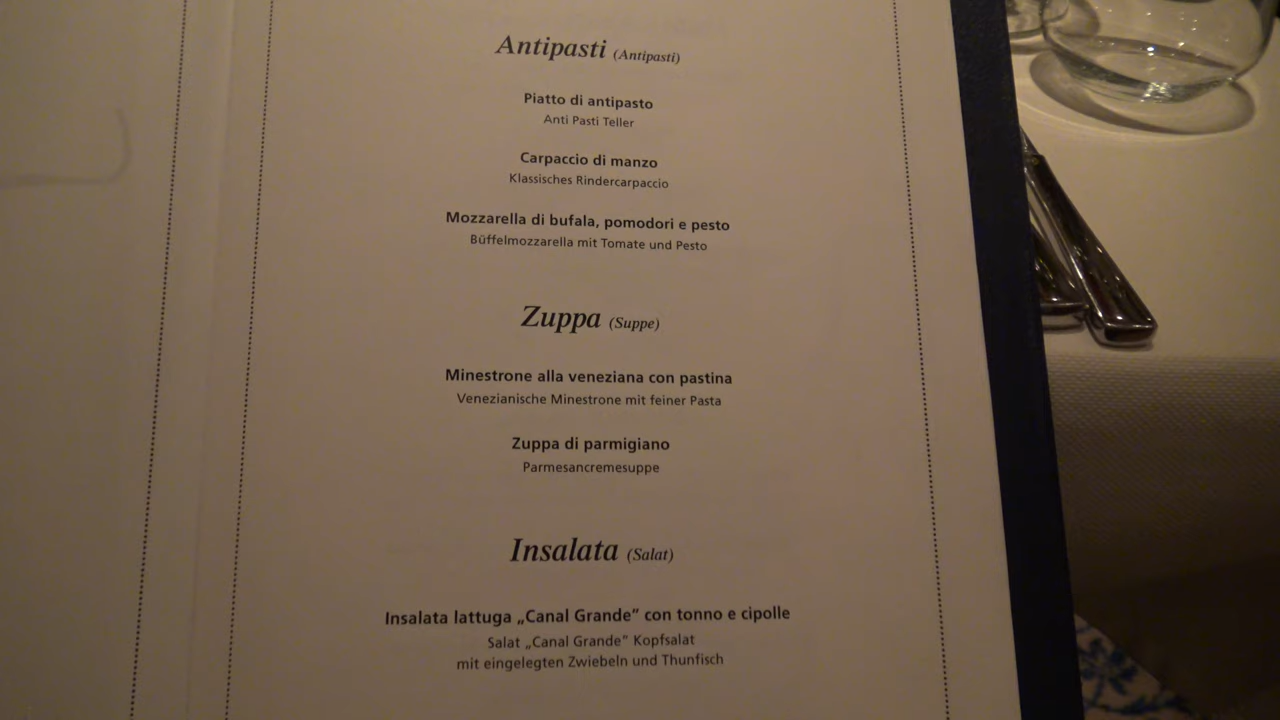 Antipasti (Antipasti)
Piatto di antipasto
Anti Pasti Teller
Carpaccio di manzo
Klassisches Rindercarpaccio
Mozzarella di bufala, pomodori e pesto
Büffelmozzarella mit Tomate und Pesto
Zuppa (Suppe)
Minestrone alla veneziana con pastina
Venezianische Minestrone mit feiner Pasta
Zuppa di parmigiano
Parmesancremesuppe
Insalata (Salat)
Insalata lattuga „Canal Grande“ con tonno e cipolle
Salat „Canal Grande“ Kopfsalat
mit eingelegten Zwiebeln und Thunfisch